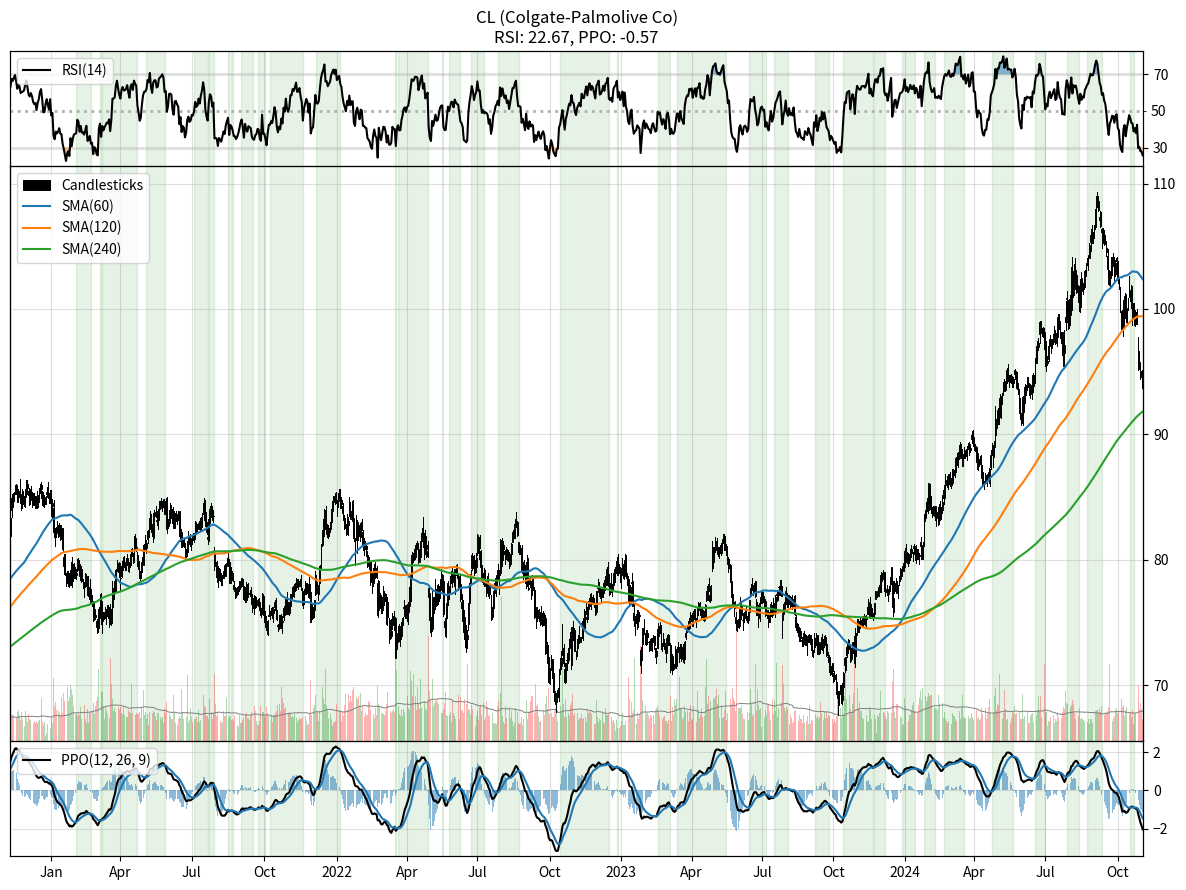 CL (Colgate-Palmolive Co)
RSI: 22.67, PPO: -0.57
RSI(14)
70
50
30
Candlesticks
SMA(60)
SMA(120)
SMA(240)
110
100
90
80
70
PPO(12, 26, 9)
2
0
−2
Jan Apr Jul Oct 2022 Apr Jul Oct 2023 Apr Jul Oct 2024 Apr Jul Oct